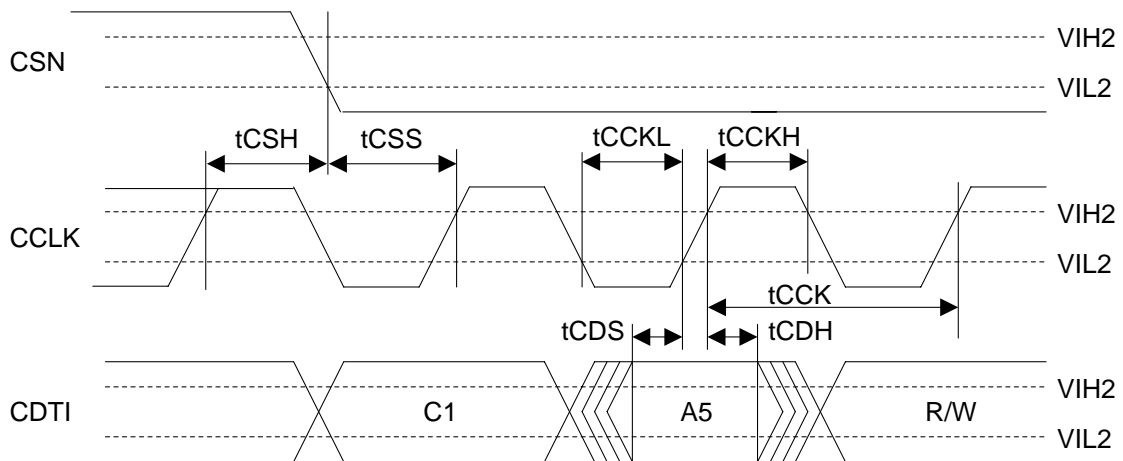 VIH2
CSN
VIL2
tCSH tCSS tCCKL tCCKH
VIH2
CCLK
VIL2
tCCK
tCDS tCDH
VIH2
CDTI C1 A5 R/W
VIL2